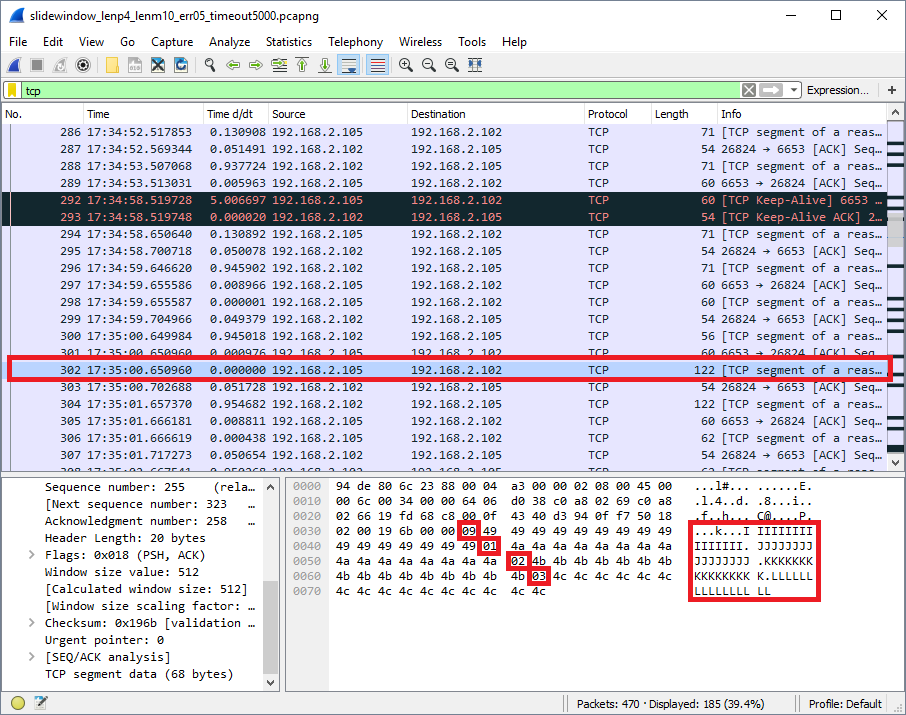 slidewindow_lenp4_lenm10_err05_timeout5000.pcapng
File Edit View Go Capture Analyze Statistics Telephony Wireless Tools Help
tcp Expression… +
No. Time Time d/dt Source Destination Protocol Length Info
286 17:34:52.517853 0.130908 192.168.2.105 192.168.2.102 TCP 71 [TCP segment of a reas…
287 17:34:52.569344 0.051491 192.168.2.102 192.168.2.105 TCP 54 26824 → 6653 [ACK] Seq…
288 17:34:53.507068 0.937724 192.168.2.102 192.168.2.105 TCP 71 [TCP segment of a reas…
289 17:34:53.513031 0.005963 192.168.2.105 192.168.2.102 TCP 60 6653 → 26824 [ACK] Seq…
292 17:34:58.519728 5.006697 192.168.2.105 192.168.2.102 TCP 60 [TCP Keep-Alive] 6653 …
293 17:34:58.519748 0.000020 192.168.2.102 192.168.2.105 TCP 54 [TCP Keep-Alive ACK] 2…
294 17:34:58.650640 0.130892 192.168.2.105 192.168.2.102 TCP 71 [TCP segment of a reas…
295 17:34:58.700718 0.050078 192.168.2.102 192.168.2.105 TCP 54 26824 → 6653 [ACK] Seq…
296 17:34:59.646620 0.945902 192.168.2.102 192.168.2.105 TCP 71 [TCP segment of a reas…
297 17:34:59.655586 0.008966 192.168.2.105 192.168.2.102 TCP 60 6653 → 26824 [ACK] Seq…
298 17:34:59.655587 0.000001 192.168.2.105 192.168.2.102 TCP 60 [TCP segment of a reas…
299 17:34:59.704966 0.049379 192.168.2.102 192.168.2.105 TCP 54 26824 → 6653 [ACK] Seq…
300 17:35:00.649984 0.945018 192.168.2.102 192.168.2.105 TCP 56 [TCP segment of a reas…
301 17:35:00.650960 0.000976 192.168.2.105 192.168.2.102 TCP 60 6653 → 26824 [ACK] Seq…
302 17:35:00.650960 0.000000 192.168.2.105 192.168.2.102 TCP 122 [TCP segment of a reas…
303 17:35:00.702688 0.051728 192.168.2.102 192.168.2.105 TCP 54 26824 → 6653 [ACK] Seq…
304 17:35:01.657370 0.954682 192.168.2.102 192.168.2.105 TCP 122 [TCP segment of a reas…
305 17:35:01.666181 0.008811 192.168.2.105 192.168.2.102 TCP 60 6653 → 26824 [ACK] Seq…
306 17:35:01.666619 0.000438 192.168.2.105 192.168.2.102 TCP 62 [TCP segment of a reas…
307 17:35:01.717273 0.050654 192.168.2.102 192.168.2.105 TCP 54 26824 → 6653 [ACK] Seq…
Sequence number: 255 (rela…
[Next sequence number: 323 …
Acknowledgment number: 258 …
Header Length: 20 bytes
Flags: 0x018 (PSH, ACK)
Window size value: 512
[Calculated window size: 512]
[Window size scaling factor: …
Checksum: 0x196b [validation …
Urgent pointer: 0
[SEQ/ACK analysis]
TCP segment data (68 bytes)
0000 94 de 80 6c 23 88 00 04 a3 00 00 02 08 00 45 00 ...l#... ......E.
0010 00 6c 00 34 00 00 64 06 d0 38 c0 a8 02 69 c0 a8 .l.4..d. .8...i..
0020 02 66 19 fd 68 c8 00 0f 43 40 d3 94 0f f7 50 18 .f..h... C@....P.
0030 02 00 19 6b 00 00 09 49 49 49 49 49 49 49 49 49 ...k...I IIIIIIII
0040 49 49 49 49 49 49 49 01 4a 4a 4a 4a 4a 4a 4a 4a IIIIIII. JJJJJJJJ
0050 4a 4a 4a 4a 4a 4a 4a 4a 02 4b 4b 4b 4b 4b 4b 4b JJJJJJJJ .KKKKKKK
0060 4b 4b 4b 4b 4b 4b 4b 4b 4b 03 4c 4c 4c 4c 4c 4c KKKKKKKK K.LLLLLL
0070 4c 4c 4c 4c 4c 4c 4c 4c 4c 4c LLLLLLLL LL
Packets: 470 · Displayed: 185 (39.4%) Profile: Default